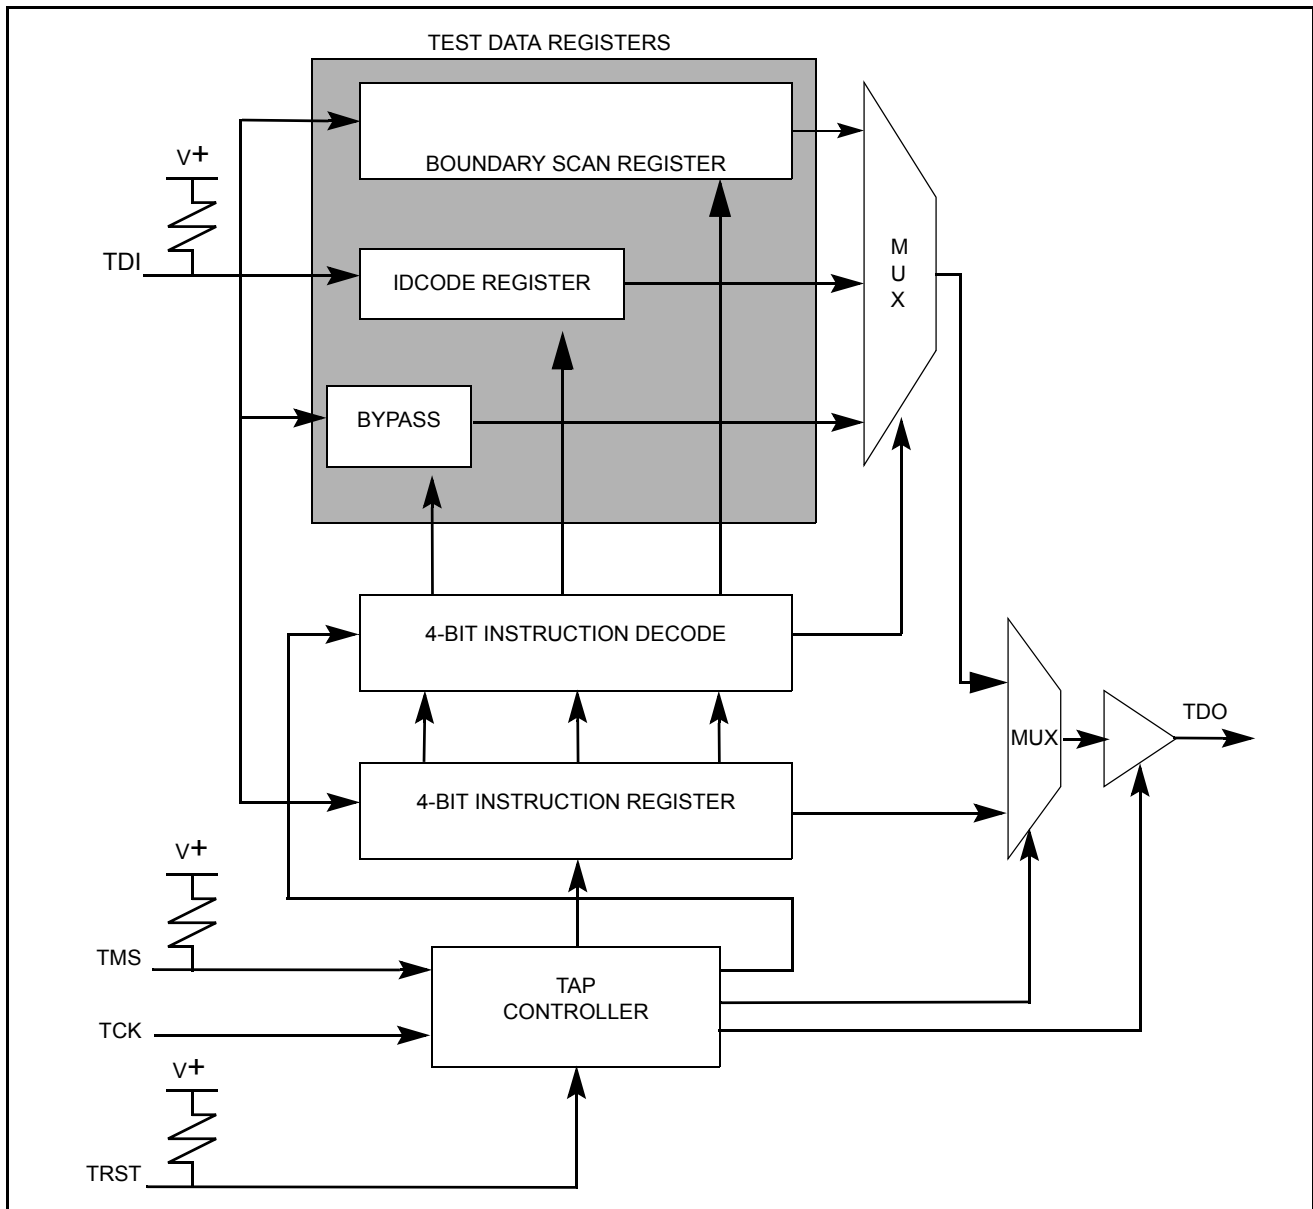 TEST DATA REGISTERS
BOUNDARY SCAN REGISTER
V+
TDI
IDCODE REGISTER
M
U
X
BYPASS
4-BIT INSTRUCTION DECODE
MUX
TDO
4-BIT INSTRUCTION REGISTER
V+
TMS
TAP
CONTROLLER
TCK
V+
TRST